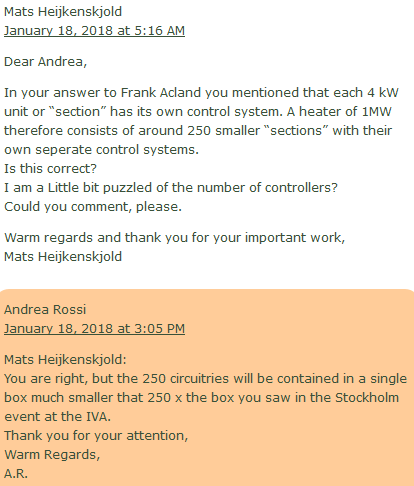 Mats Heijkenskjold
January 18, 2018 at 5:16 AM
Dear Andrea,
In your answer to Frank Acland you mentioned that each 4 kW
unit or “section” has its own control system. A heater of 1MW
therefore consists of around 250 smaller “sections” with their
own seperate control systems.
Is this correct?
I am a Little bit puzzled of the number of controllers?
Could you comment, please.
Warm regards and thank you for your important work,
Mats Heijkenskjold
Andrea Rossi
January 18, 2018 at 3:05 PM
Mats Heijkenskjold:
You are right, but the 250 circuitries will be contained in a single
box much smaller that 250 x the box you saw in the Stockholm
event at the IVA.
Thank you for your attention,
Warm Regards,
A.R.